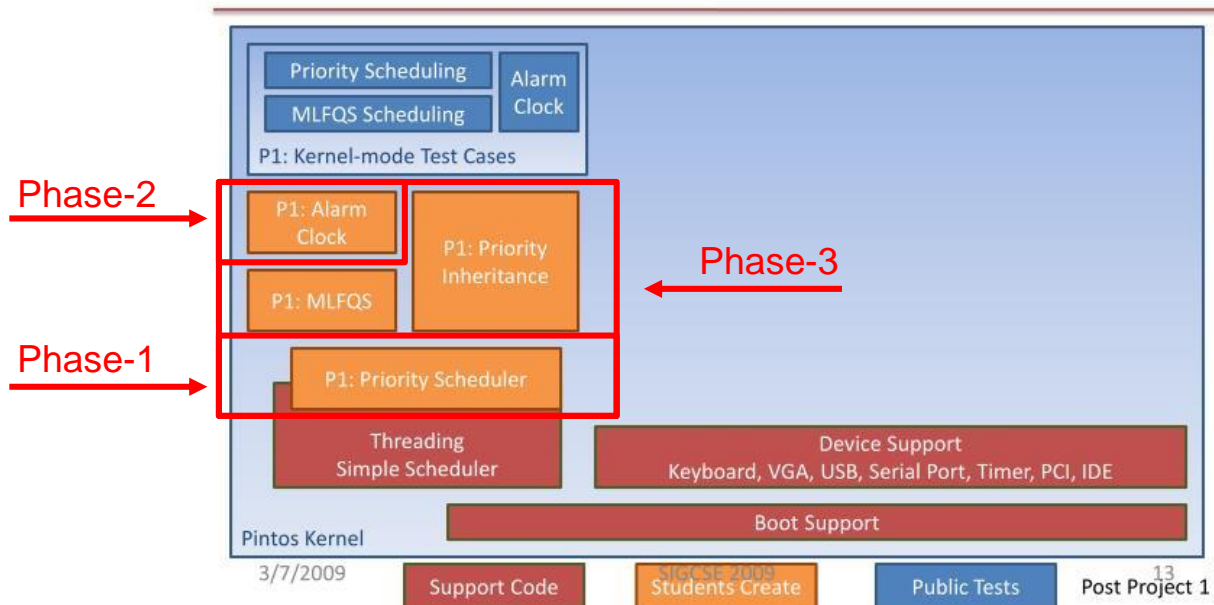 Priority Scheduling
MLFQS Scheduling
Alarm
Clock
P1: Kernel-mode Test Cases
Phase-2
P1: Alarm
Clock
P1: Priority
Inheritance
Phase-3
P1: MLFQS
Phase-1
P1: Priority Scheduler
Threading
Simple Scheduler
Device Support
Keyboard, VGA, USB, Serial Port, Timer, PCI, IDE
Boot Support
Pintos Kernel
3/7/2009
SIGCSE 2009
13
Support Code
Students Create
Public Tests
Post Project 1